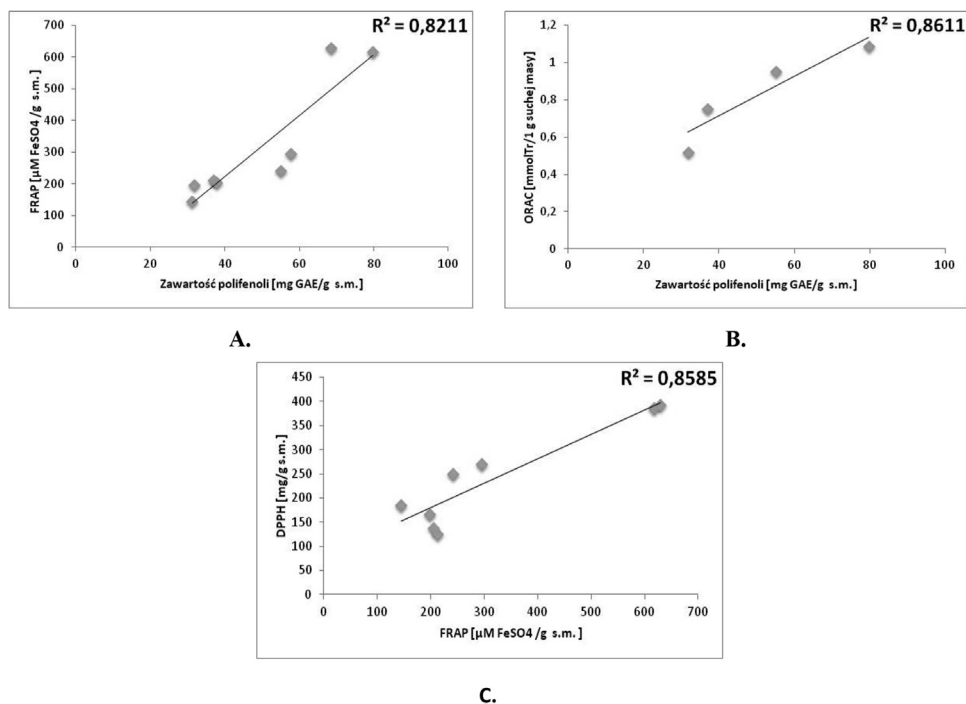 R² = 0,8211
700
600
500
400
300
200
100
0
FRAP [µM FeSO4 /g s.m.]
0 20 40 60 80 100
Zawartość polifenoli [mg GAE/g s.m.]
A.
R² = 0,8611
1,2
1
0,8
0,6
0,4
0,2
0
ORAC [mmolTr/1 g suchej masy]
0 20 40 60 80 100
Zawartość polifenoli [mg GAE/g s.m.]
B.
R² = 0,8585
450
400
350
300
250
200
150
100
50
0
DPPH [mg/g s.m.]
0 100 200 300 400 500 600 700
FRAP [µM FeSO4 /g s.m. ]
C.